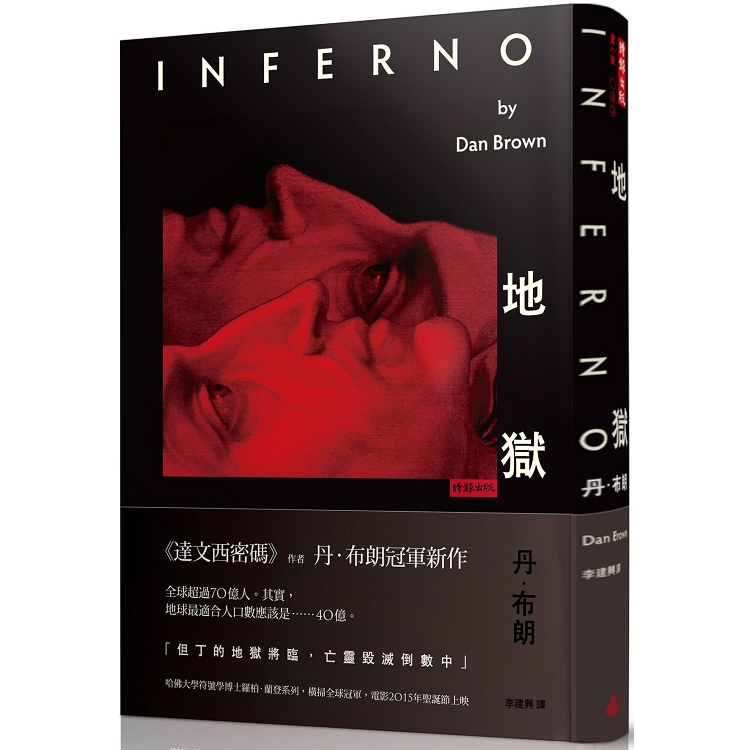 INFERNO
by
Dan Brown
地獄
時報出版
《達文西密碼》作者 丹·布朗冠軍新作
全球超過70億人。其實，
地球最適合人口數應該是……40億。
「但丁的地獄將臨，亡靈毀滅倒數中」
哈佛大學符號學博士羅柏·蘭登系列，橫掃全球冠軍，電影2015年聖誕節上映
丹·布朗
李建興 譯
時報出版
INFERNO
地獄
丹·布朗
Dan Brown
李建興 譯